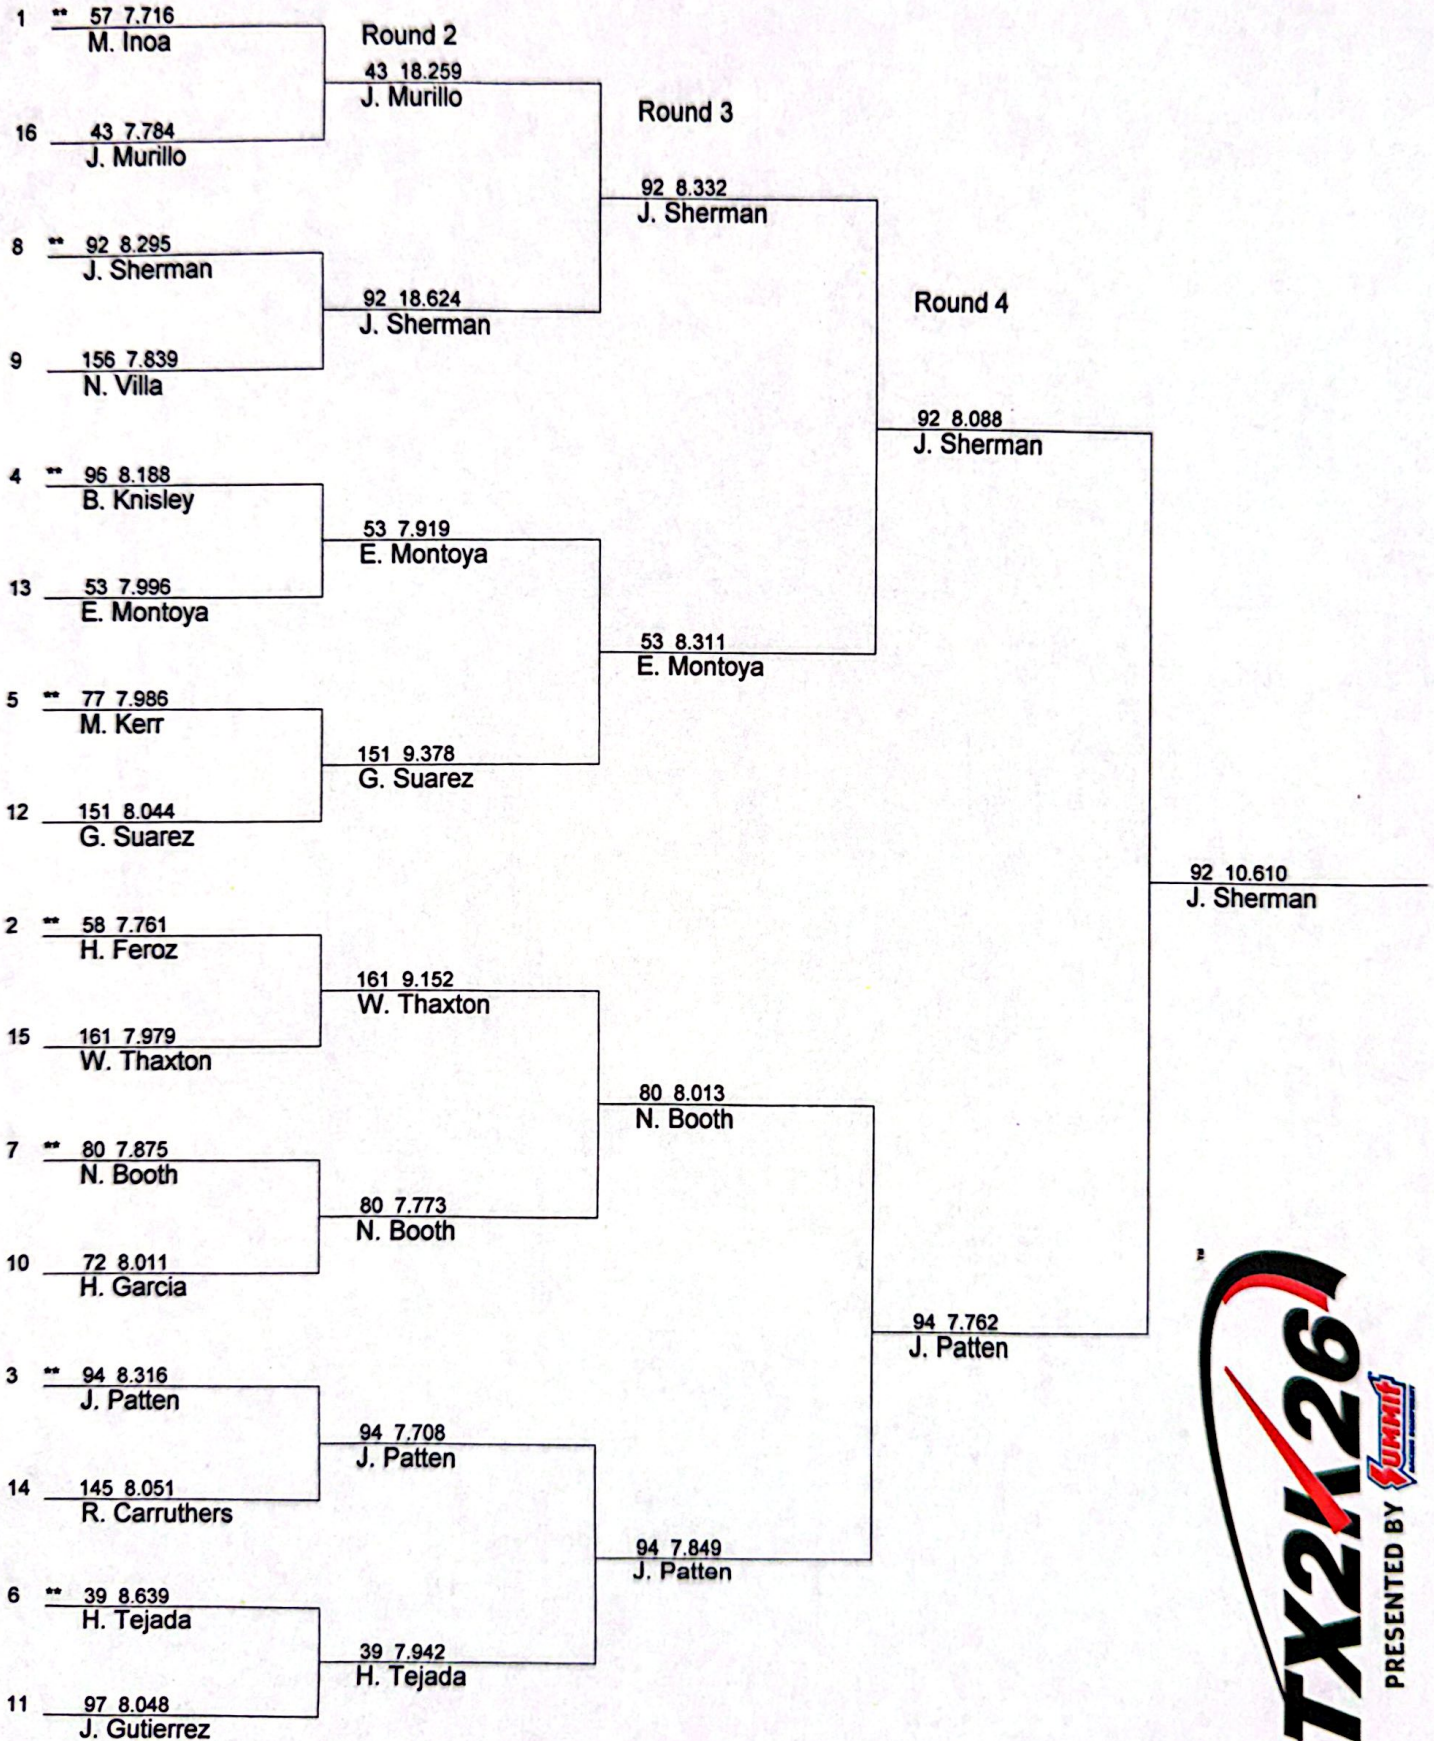 1 ** 57 7.716
M. Inoa
16 43 7.784
J. Murillo
8 ** 92 8.295
J. Sherman
9 156 7.839
N. Villa
4 ** 96 8.188
B. Knisley
13 53 7.996
E. Montoya
5 ** 77 7.986
M. Kerr
12 151 8.044
G. Suarez
2 ** 58 7.761
H. Feroz
15 161 7.979
W. Thaxton
7 ** 80 7.875
N. Booth
10 72 8.011
H. Garcia
3 ** 94 8.316
J. Patten
14 145 8.051
R. Carruthers
6 ** 39 8.639
H. Tejada
11 97 8.048
J. Gutierrez
Round 2
43 18.259
J. Murillo
92 18.624
J. Sherman
53 7.919
E. Montoya
151 9.378
G. Suarez
161 9.152
W. Thaxton
80 7.773
N. Booth
94 7.708
J. Patten
39 7.942
H. Tejada
Round 3
92 8.332
J. Sherman
53 8.311
E. Montoya
80 8.013
N. Booth
94 7.849
J. Patten
Round 4
92 8.088
J. Sherman
94 7.762
J. Patten
92 10.610
J. Sherman
TX2K26
TM
PRESENTED BY SUMMIT
RACING EQUIPMENT